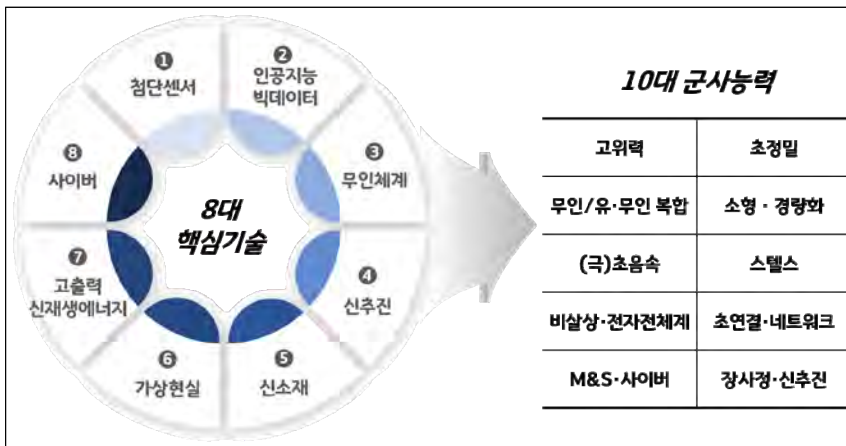 ❶
첨단센서
❷
인공지능
빅데이터
❸
무인체계
❹
신추진
❺
신소재
❻
가상현실
❼
고출력
신재생에너지
❽
사이버
8대
핵심기술
10대 군사능력
고위력 초정밀
무인/유·무인 복합 소형·경량화
(극)초음속 스텔스
비살상·전자전체계 초연결·네트워크
M&S·사이버 장사정·신추진